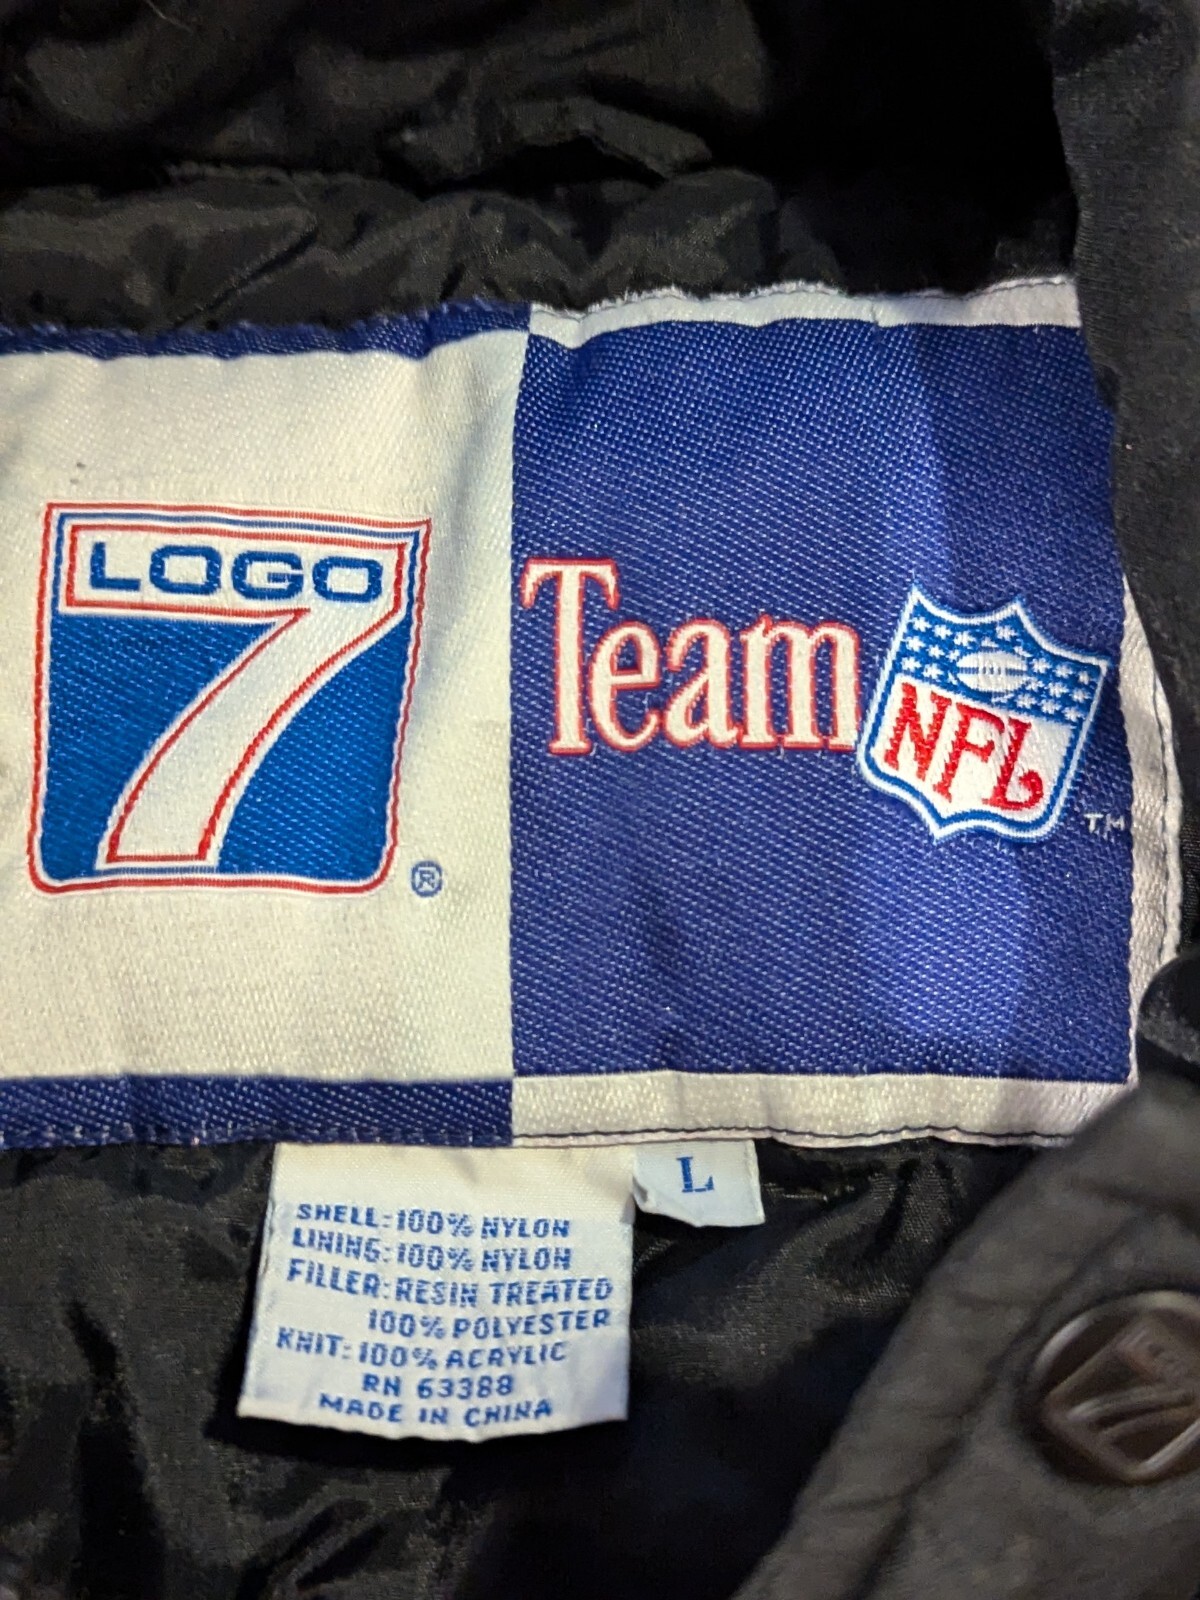 LOGO
7
®
Team
NFL
TM
L
SHELL:100% NYLON
LINING:100% NYLON
FILLER:RESIN TREATED
100% POLYESTER
KNIT:100% ACRYLIC
RN 63388
MADE IN CHINA